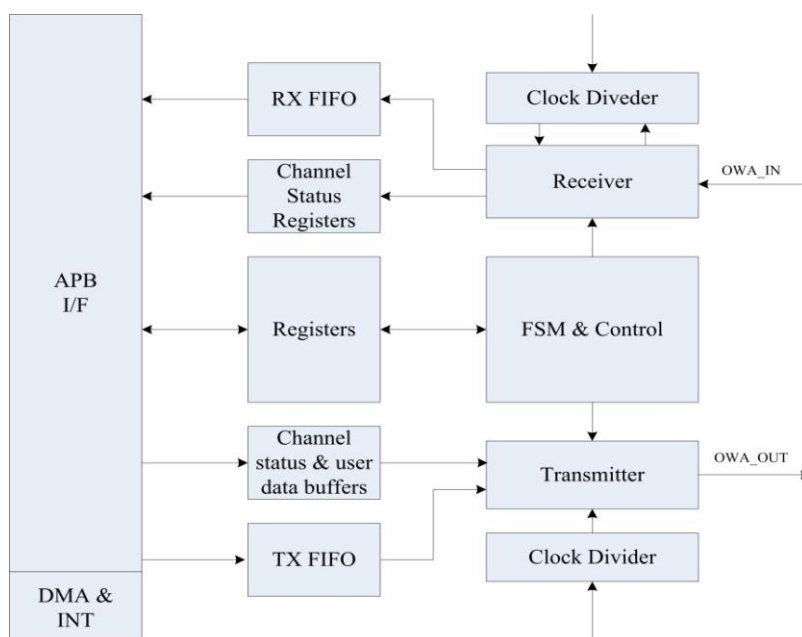 RX FIFO
Clock Diveder
Channel
Status
Registers
Receiver
OWA_IN
APB
I/F
Registers
FSM & Control
Channel
status & user
data buffers
Transmitter
OWA_OUT
TX FIFO
Clock Divider
DMA &
INT